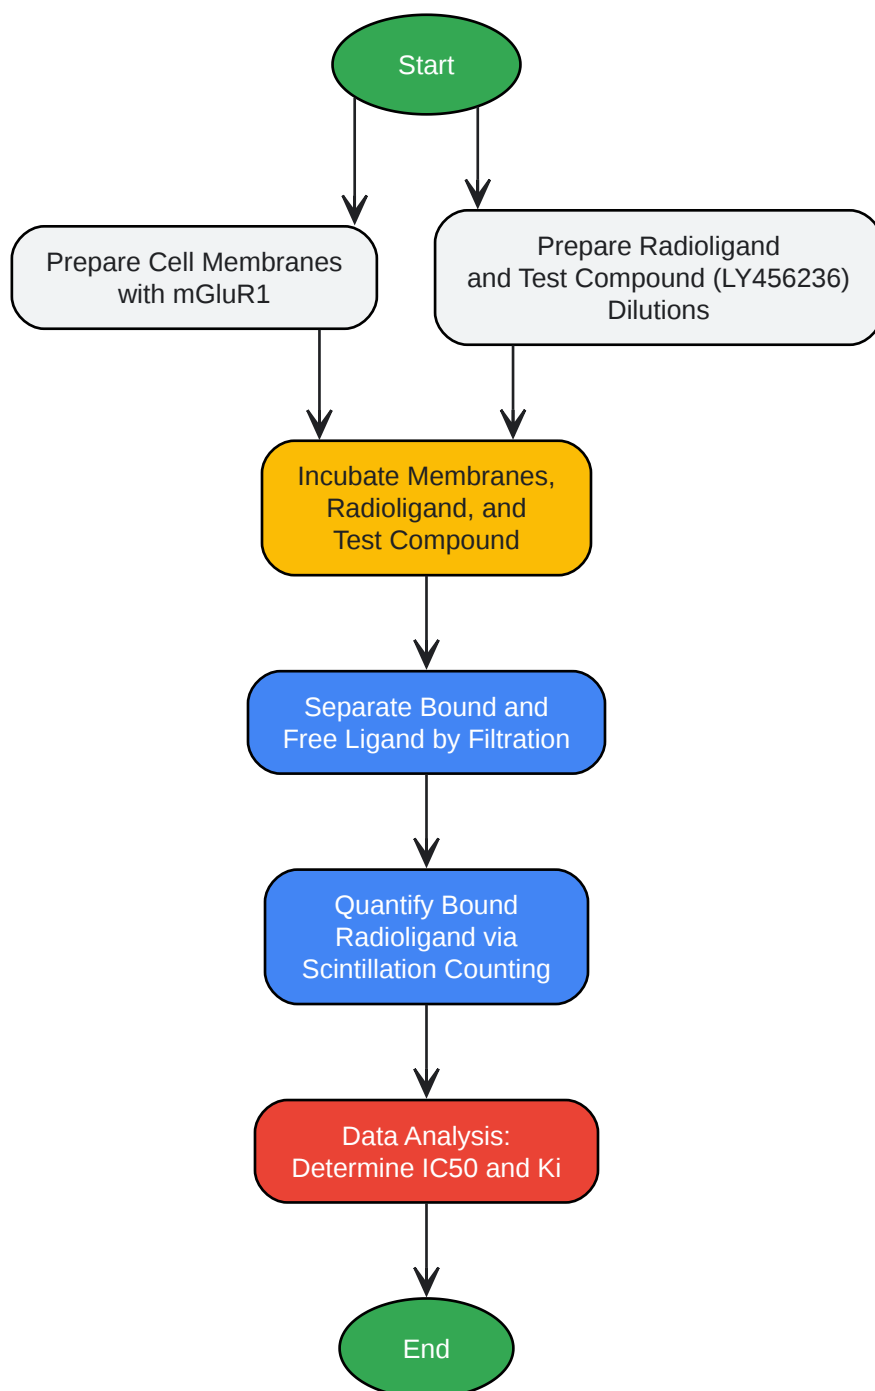 Start
Prepare Cell Membranes
with mGluR1
Prepare Radioligand
and Test Compound (LY456236)
Dilutions
Incubate Membranes,
Radioligand, and
Test Compound
Separate Bound and
Free Ligand by Filtration
Quantify Bound
Radioligand via
Scintillation Counting
Data Analysis:
Determine IC50 and Ki
End